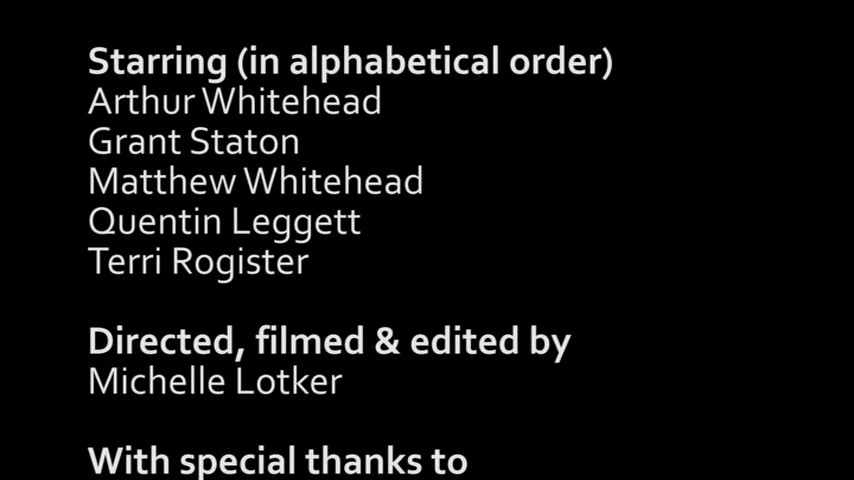 Starring (in alphabetical order)
Arthur Whitehead
Grant Staton
Matthew Whitehead
Quentin Leggett
Terri Rogister
Directed, filmed & edited by
Michelle Lotker
With special thanks to